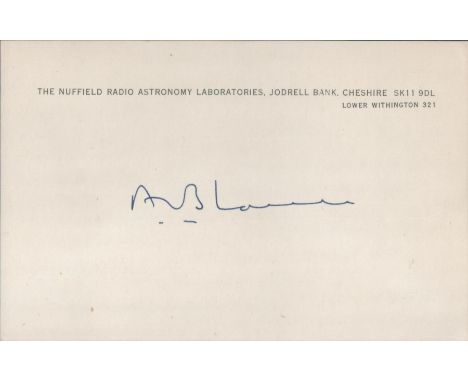 THE NUFFIELD RADIO ASTRONOMY LABORATORIES, JODRELL BANK, CHESHIRE SK11 9DL
LOWER WITHINGTON 321